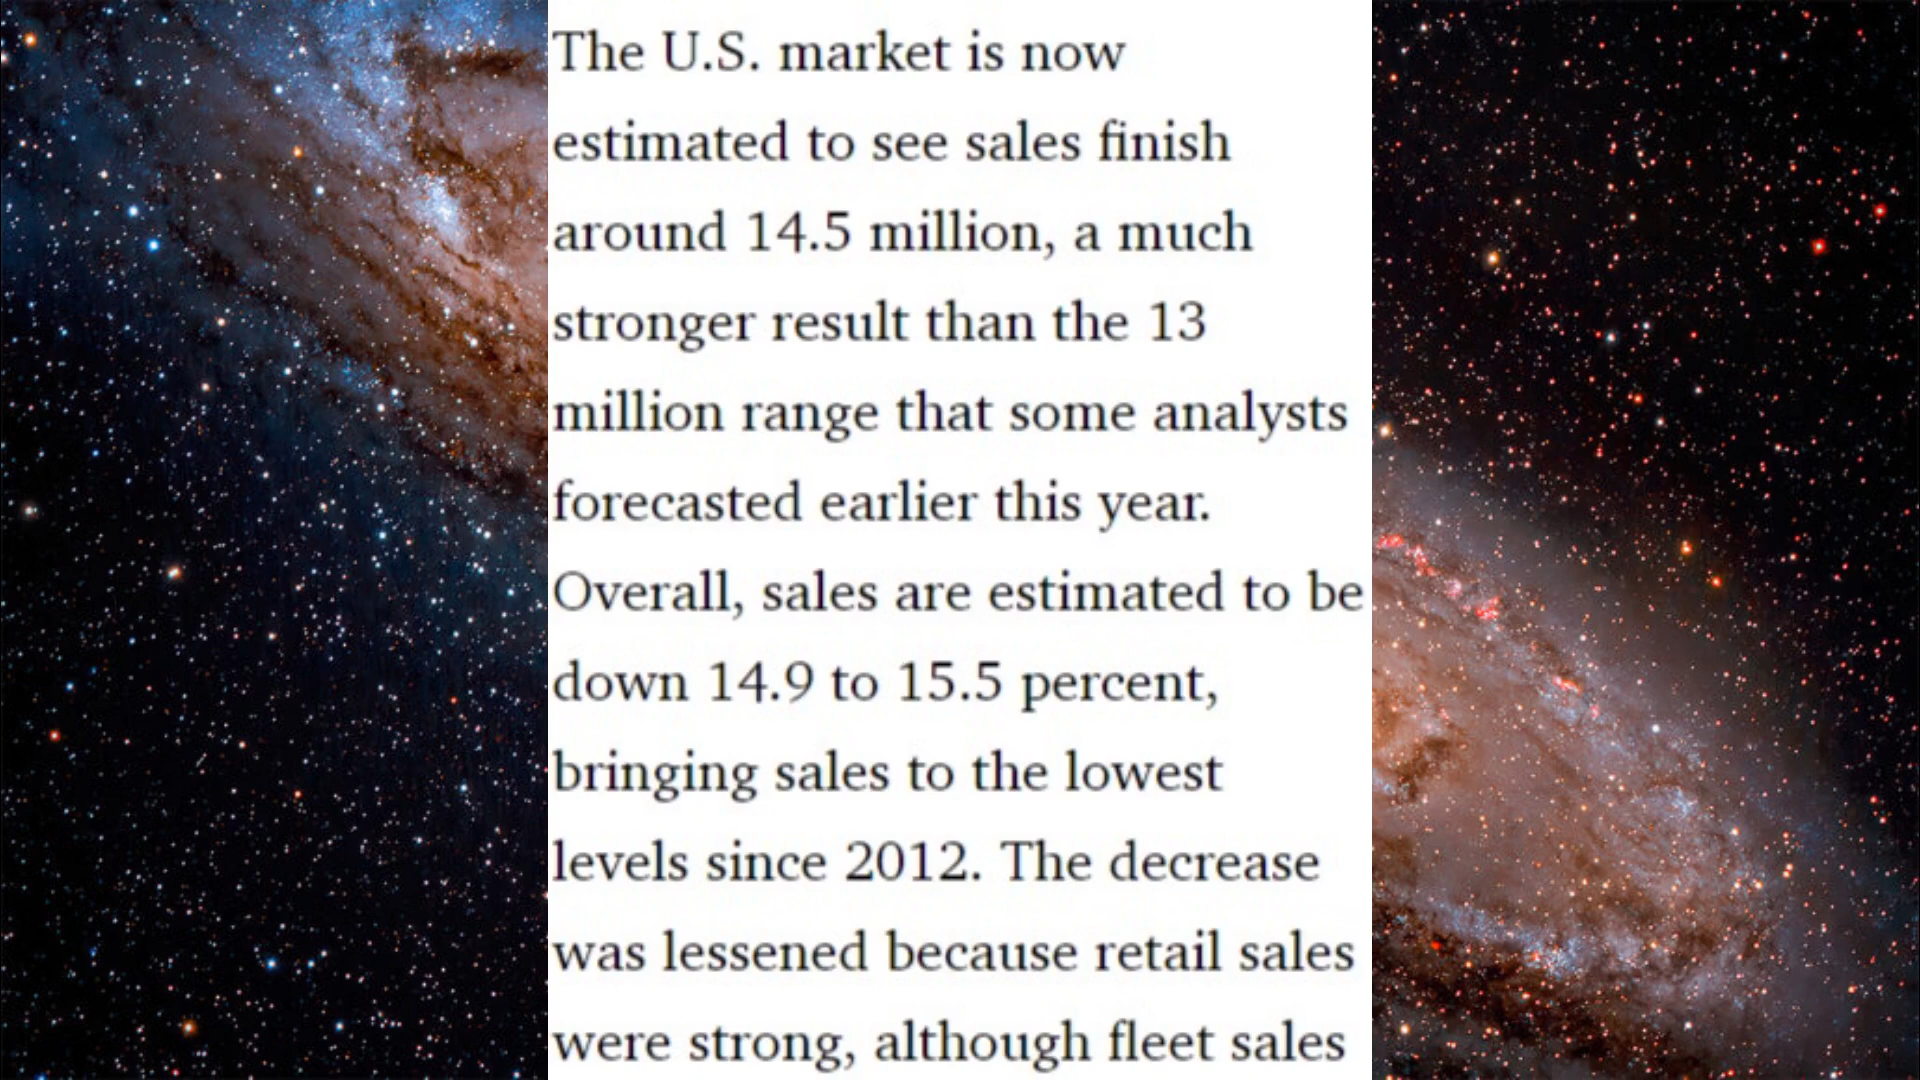 The U.S. market is now
estimated to see sales finish
around 14.5 million, a much
stronger result than the 13
million range that some analysts
forecasted earlier this year.
Overall, sales are estimated to be
down 14.9 to 15.5 percent,
bringing sales to the lowest
levels since 2012. The decrease
was lessened because retail sales
were strong, although fleet sales